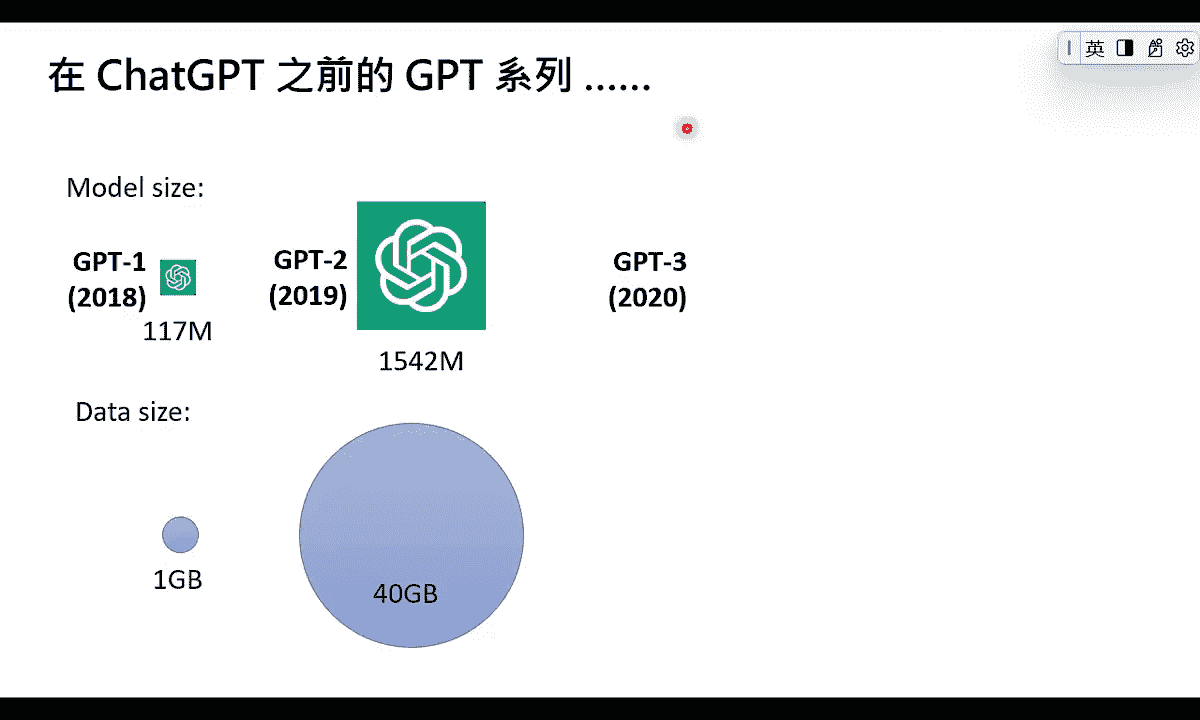 在 ChatGPT 之前的 GPT 系列 ......
英
Model size:
GPT-1
(2018)
117M
GPT-2
(2019)
1542M
GPT-3
(2020)
Data size:
1GB
40GB